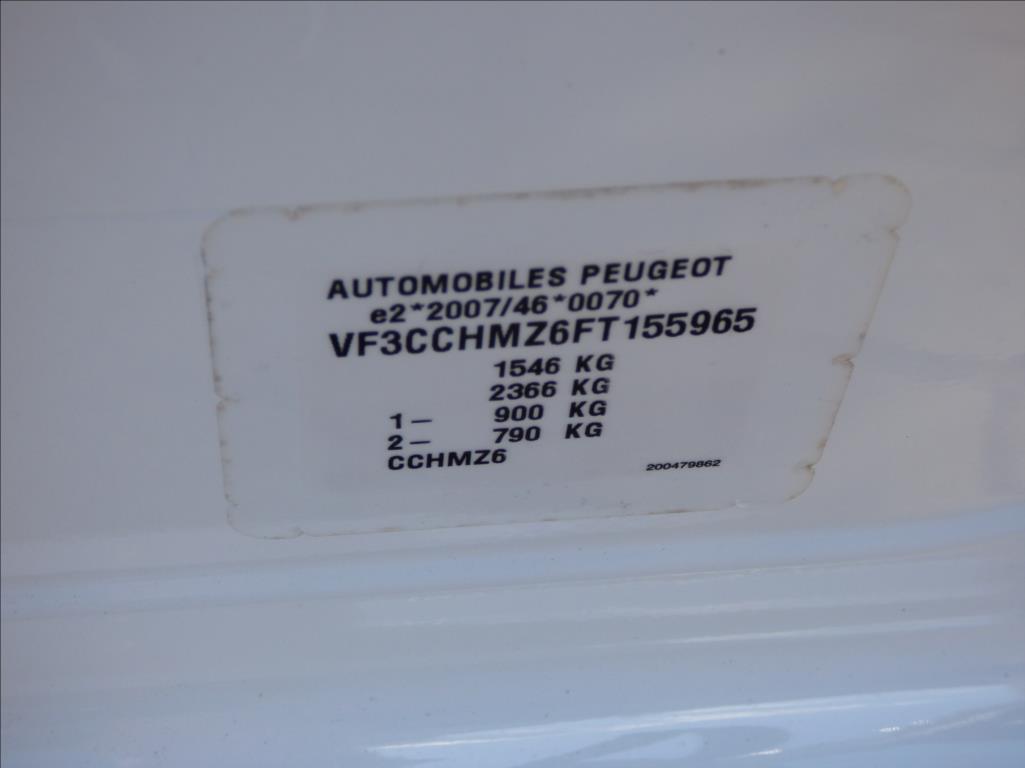 AUTOMOBILES PEUGEOT
e2*2007/46*0070*
VF3CCHMZ6FT155965
1546 KG
2366 KG
1- 900 KG
2- 790 KG
CCHMZ6 200479862